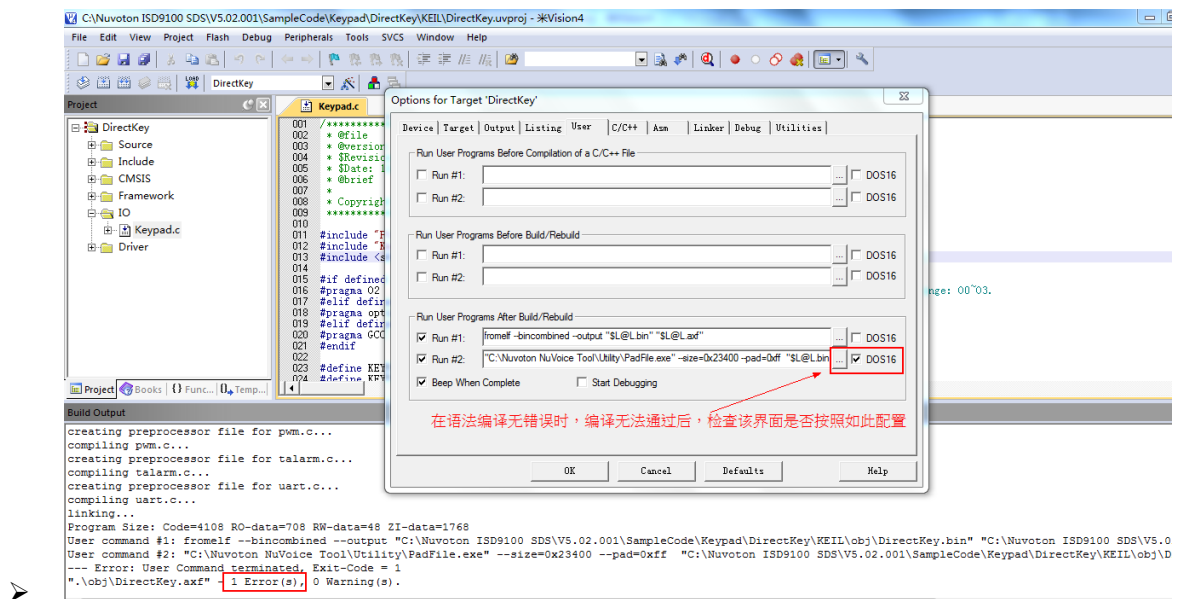 C:\Nuvoton ISD9100 SDS\V5.02.001\SampleCode\Keypad\DirectKey\KEIL\DirectKey.uvproj - ※Vision4
File Edit View Project Flash Debug Peripherals Tools SVCS Window Help
LOAD DirectKey
Project
DirectKey
Source
Include
CMSIS
Framework
IO
Keypad.c
Driver
Project Books {} Func... Temp...
Keypad.c
001 /**********
002 * @file
003 * @version
004 * $Revisio
005 * $Date: 1
006 * @brief
007 *
008 * Copyrigh
009 **********
010
011 #include "F
012 #include "K
013 #include <s
014
015 #if defined
016 #pragma O2 nge: 00~03.
017 #elif defin
018 #pragma opt
019 #elif defin
020 #pragma GCC
021 #endif
022
023 #define KEY
024 #define KEY
Options for Target 'DirectKey'
Device Target Output Listing User C/C++ Asm Linker Debug Utilities
Run User Programs Before Compilation of a C/C++ File
Run #1: ... DOS16
Run #2: ... DOS16
Run User Programs Before Build/Rebuild
Run #1: ... DOS16
Run #2: ... DOS16
Run User Programs After Build/Rebuild
Run #1: fromelf --bincombined --output "$L@L.bin" "$L@L.axf" ... DOS16
Run #2: "C:\Nuvoton NuVoice Tool\Utility\PadFile.exe" --size=0x23400 --pad=0xff "$L@L.bin ... DOS16
Beep When Complete Start Debugging
在语法编译无错误时，编译无法通过后，检查该界面是否按照如此配置
OK Cancel Defaults Help
Build Output
creating preprocessor file for pwm.c...
compiling pwm.c...
creating preprocessor file for talarm.c...
compiling talarm.c...
creating preprocessor file for uart.c...
compiling uart.c...
linking...
Program Size: Code=4108 RO-data=708 RW-data=48 ZI-data=1768
User command #1: fromelf --bincombined --output "C:\Nuvoton ISD9100 SDS\V5.02.001\SampleCode\Keypad\DirectKey\KEIL\obj\DirectKey.bin" "C:\Nuvoton ISD9100 SDS\V5.0
User command #2: "C:\Nuvoton NuVoice Tool\Utility\PadFile.exe" --size=0x23400 --pad=0xff "C:\Nuvoton ISD9100 SDS\V5.02.001\SampleCode\Keypad\DirectKey\KEIL\obj\D
--- Error: User Command terminated, Exit-Code = 1
".\obj\DirectKey.axf" - 1 Error(s), 0 Warning(s).